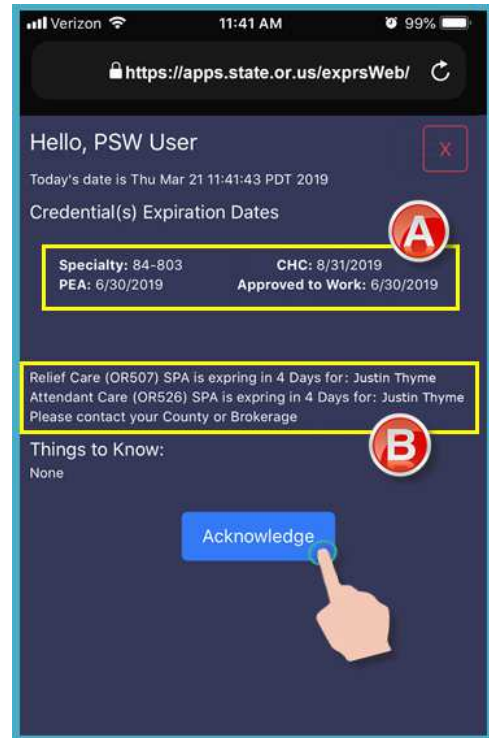 Verizon 11:41 AM 99%
https://apps.state.or.us/exprsWeb/
Hello, PSW User X
Today's date is Thu Mar 21 11:41:43 PDT 2019
Credential(s) Expiration Dates
A
Specialty: 84-803 CHC: 8/31/2019
PEA: 6/30/2019 Approved to Work: 6/30/2019
Relief Care (OR507) SPA is expring in 4 Days for: Justin Thyme
Attendant Care (OR526) SPA is expring in 4 Days for: Justin Thyme
Please contact your County or Brokerage
B
Things to Know:
None
Acknowledge